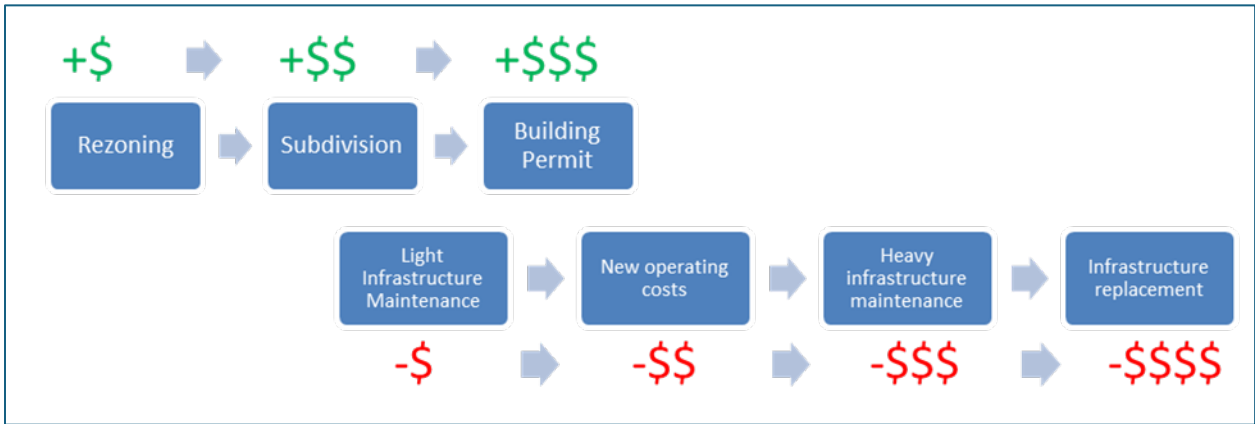 +$ +$$ +$$$
Rezoning
Subdivision
Building
Permit
Light
Infrastructure
Maintenance
New operating
costs
Heavy
infrastructure
maintenance
Infrastructure
replacement
-$ -$$ -$$$ -$$$$